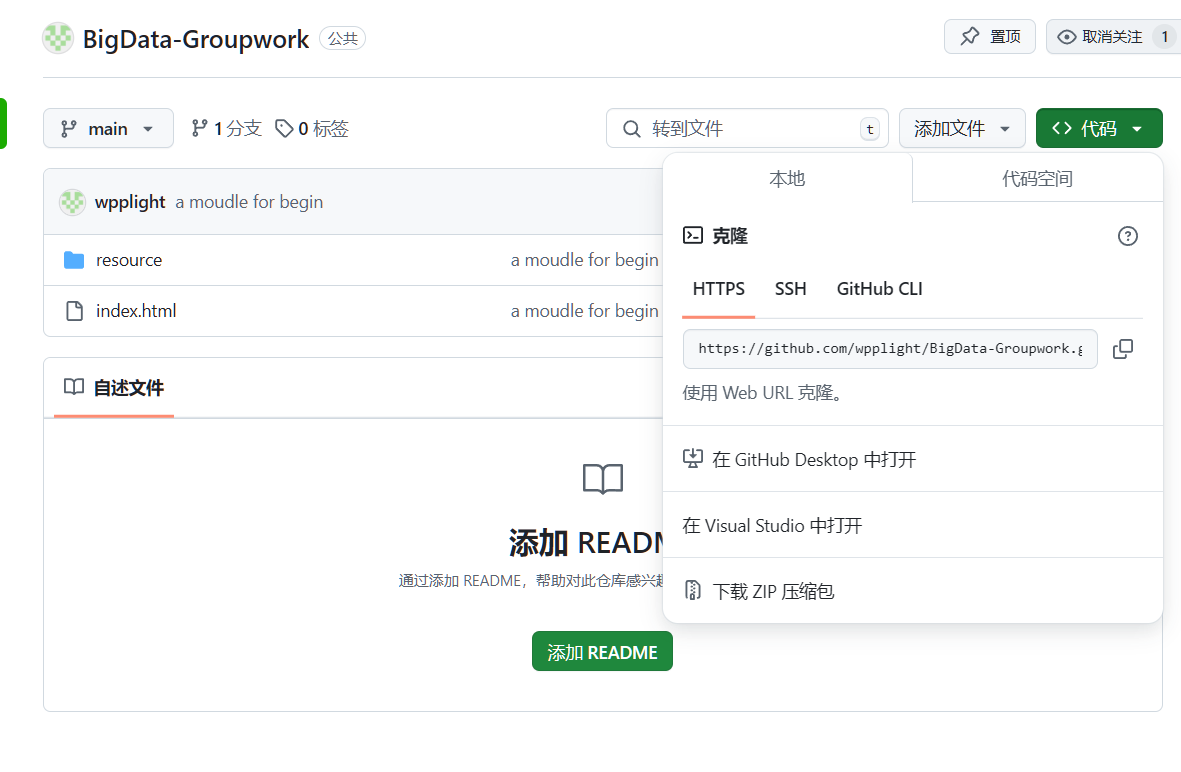 BigData-Groupwork 公共
置顶
取消关注 1
main
1 分支
0 标签
转到文件 t
添加文件
代码
本地
代码空间
wpplight a moudle for begin
克隆
resource a moudle for begin
HTTPS SSH GitHub CLI
index.html a moudle for begin
https://github.com/wpplight/BigData-Groupwork.g
使用 Web URL 克隆。
自述文件
在 GitHub Desktop 中打开
在 Visual Studio 中打开
添加 READM
通过添加 README，帮助对此仓库感兴
下载 ZIP 压缩包
添加 README